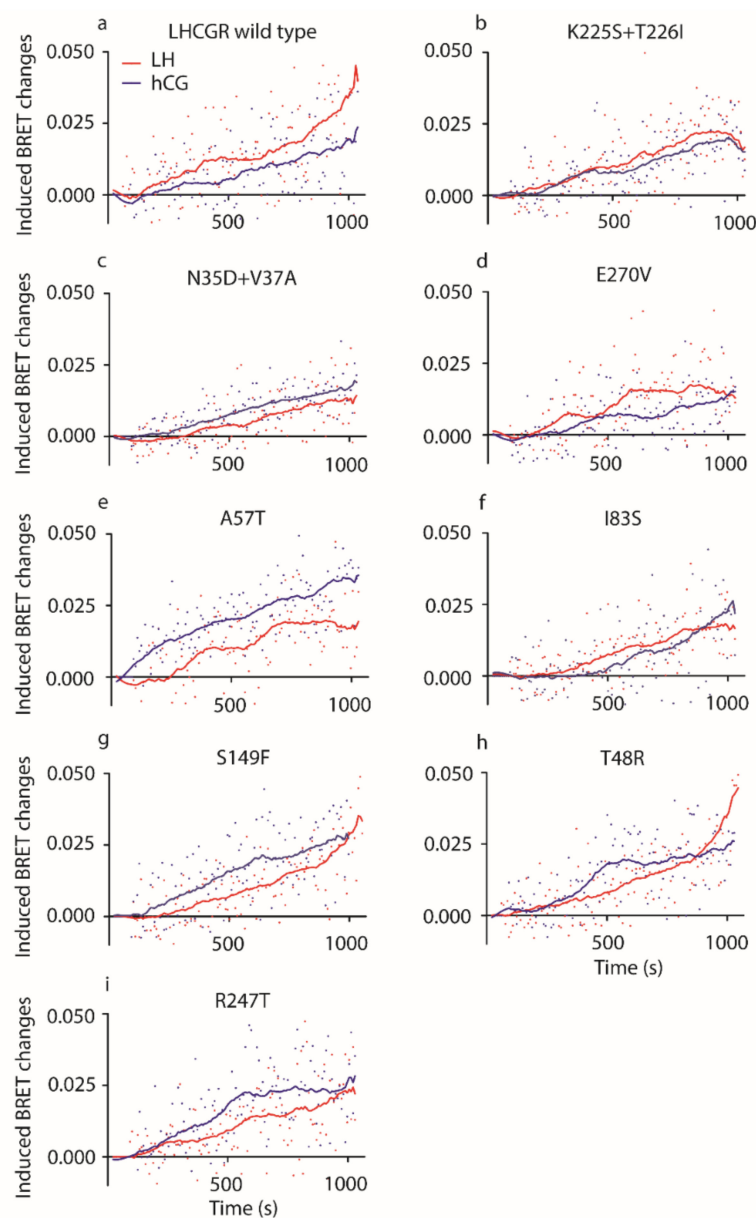 a
LHCGR wild type
Induced BRET changes
0.050
0.025
0.000
LH
hCG
500
1000
b
K225S+T226I
0.050
0.025
0.000
500
1000
c
N35D+V37A
Induced BRET changes
0.050
0.025
0.000
500
1000
d
E270V
0.050
0.025
0.000
500
1000
e
A57T
Induced BRET changes
0.050
0.025
0.000
500
1000
f
I83S
0.050
0.025
0.000
500
1000
g
S149F
Induced BRET changes
0.050
0.025
0.000
500
1000
h
T48R
0.050
0.025
0.000
500
1000
Time (s)
i
R247T
Induced BRET changes
0.050
0.025
0.000
500
1000
Time (s)